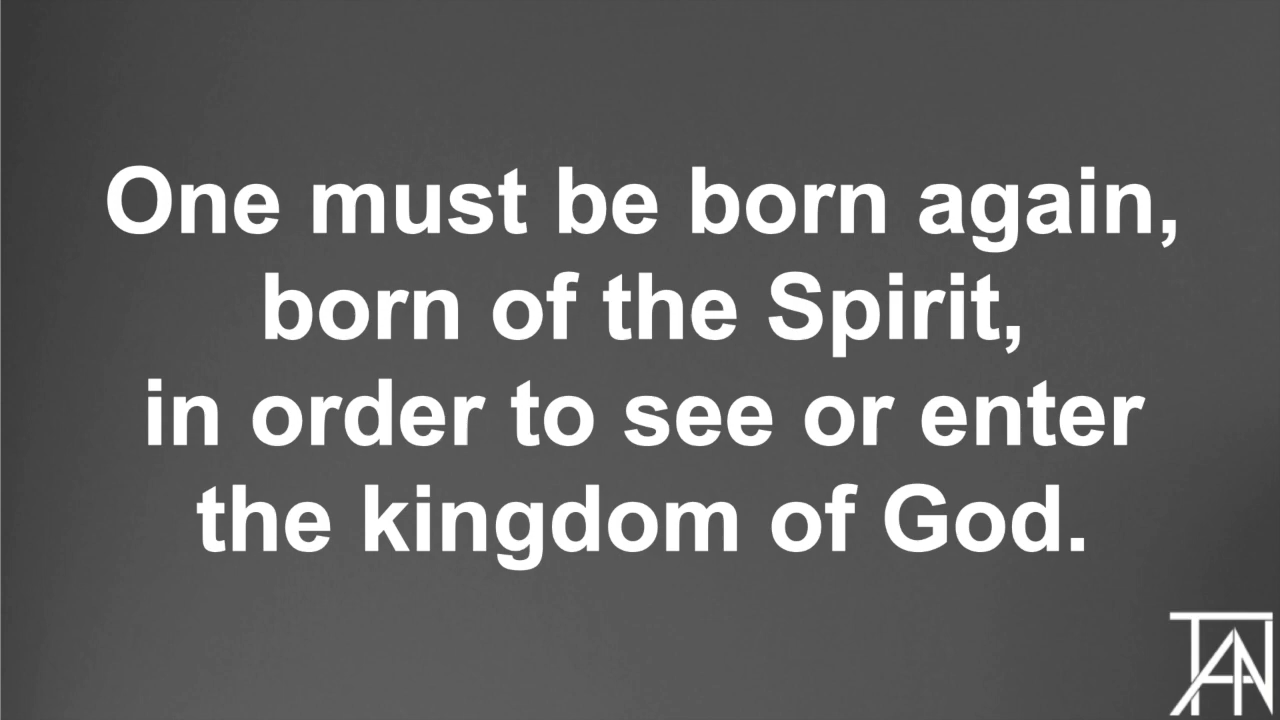 One must be born again,
born of the Spirit,
in order to see or enter
the kingdom of God.